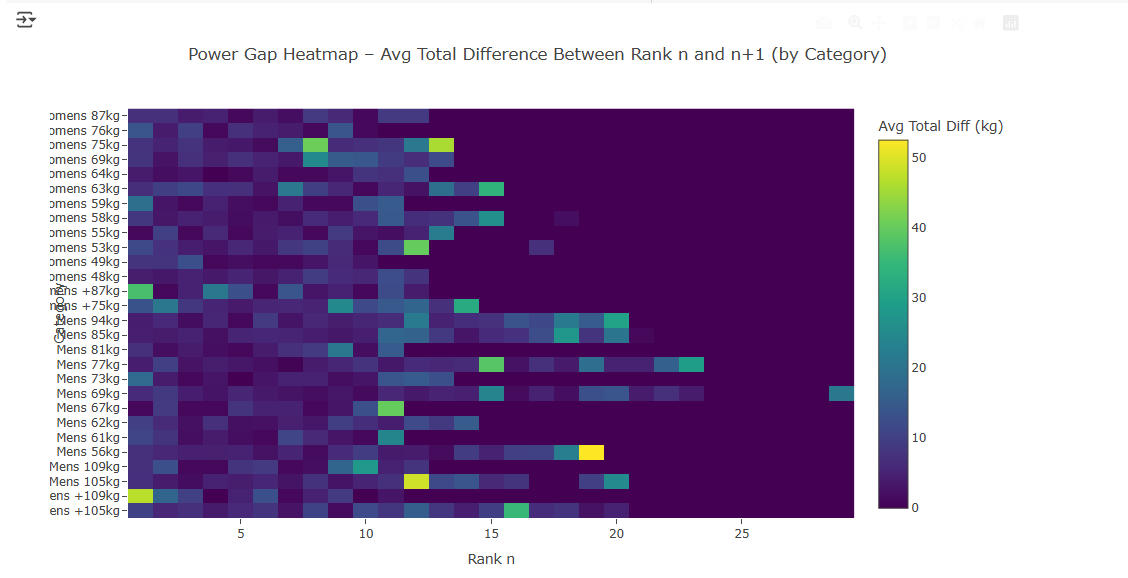 Power Gap Heatmap – Avg Total Difference Between Rank n and n+1 (by Category)
Avg Total Diff (kg)
omens 87kg
omens 76kg
omens 75kg
omens 69kg
omens 64kg
omens 63kg
omens 59kg
omens 58kg
omens 55kg
omens 53kg
omens 49kg
omens 48kg
mens +87kg
mens +75kg
Mens 94kg
Mens 85kg
Mens 81kg
Mens 77kg
Mens 73kg
Mens 69kg
Mens 67kg
Mens 62kg
Mens 61kg
Mens 56kg
Mens 109kg
Mens 105kg
ens +109kg
ens +105kg
Category
5 10 15 20 25
Rank n
50
40
30
20
10
0